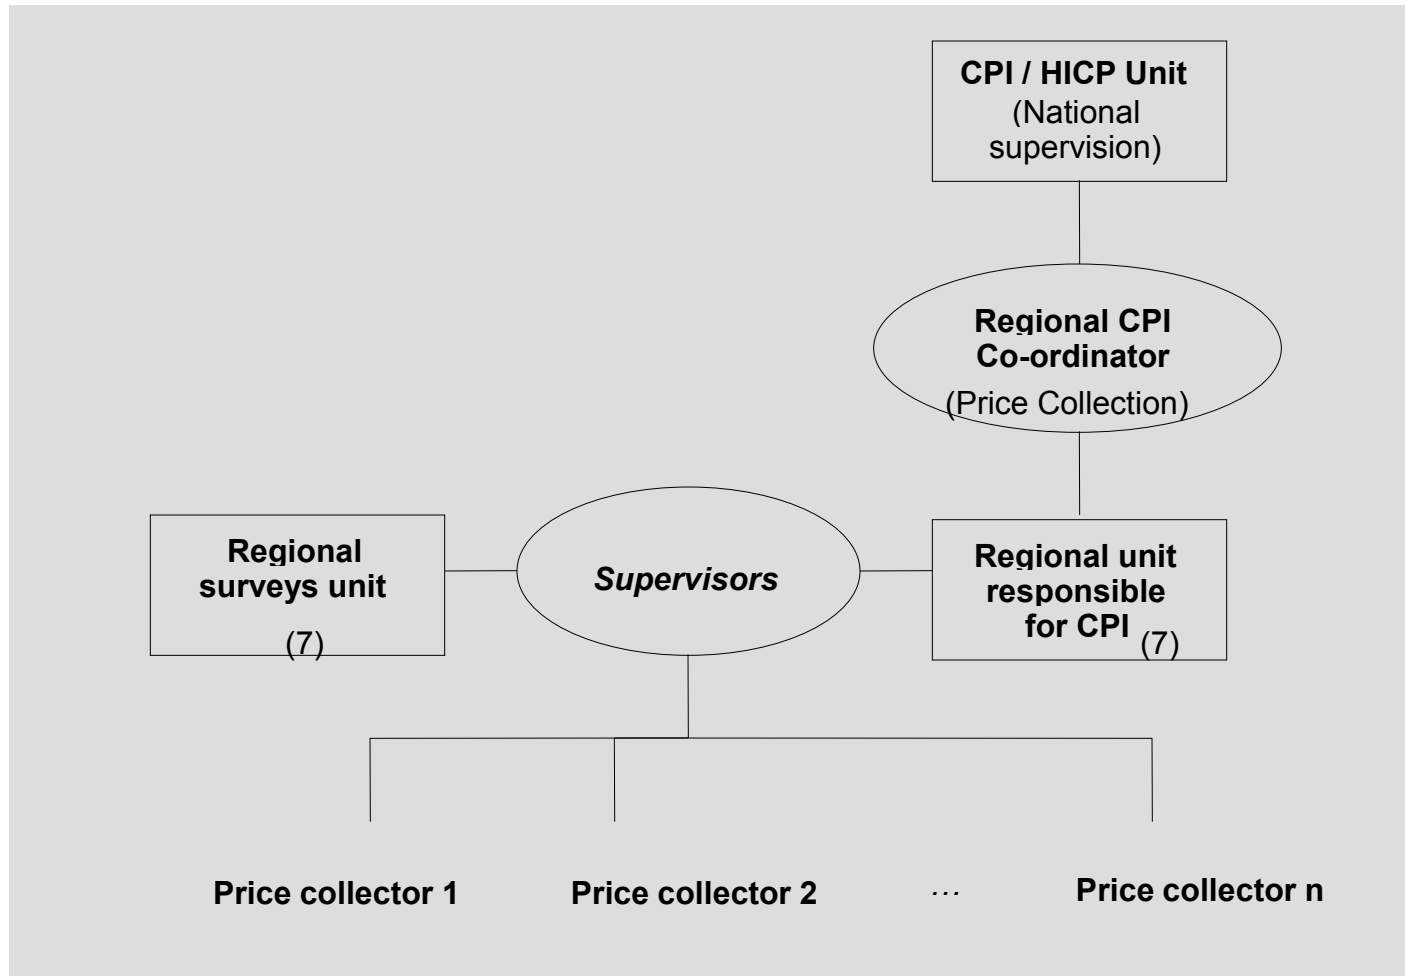 CPI / HICP Unit
(National
supervision)
Regional CPI
Co-ordinator
(Price Collection)
Regional
surveys unit
(7)
Supervisors
Regional unit
responsible
for CPI (7)
Price collector 1 Price collector 2 ... Price collector n